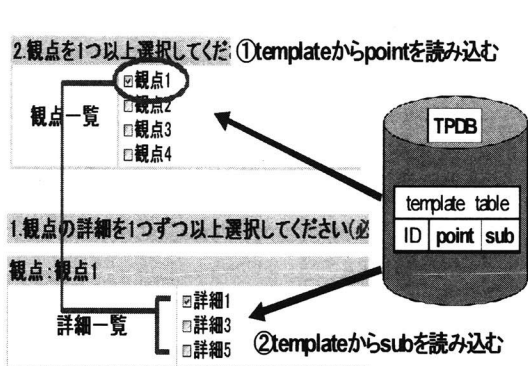 2.観点を1つ以上選択してくだ
①templateからpointを読み込む
☑観点1
□観点2
観点一覧
□観点3
□観点4
TPDB
template table
ID point sub
1.観点の詳細を1つずつ以上選択してください(必
観点:観点1
☑詳細1
詳細一覧
□詳細3
□詳細5
②templateからsubを読み込む